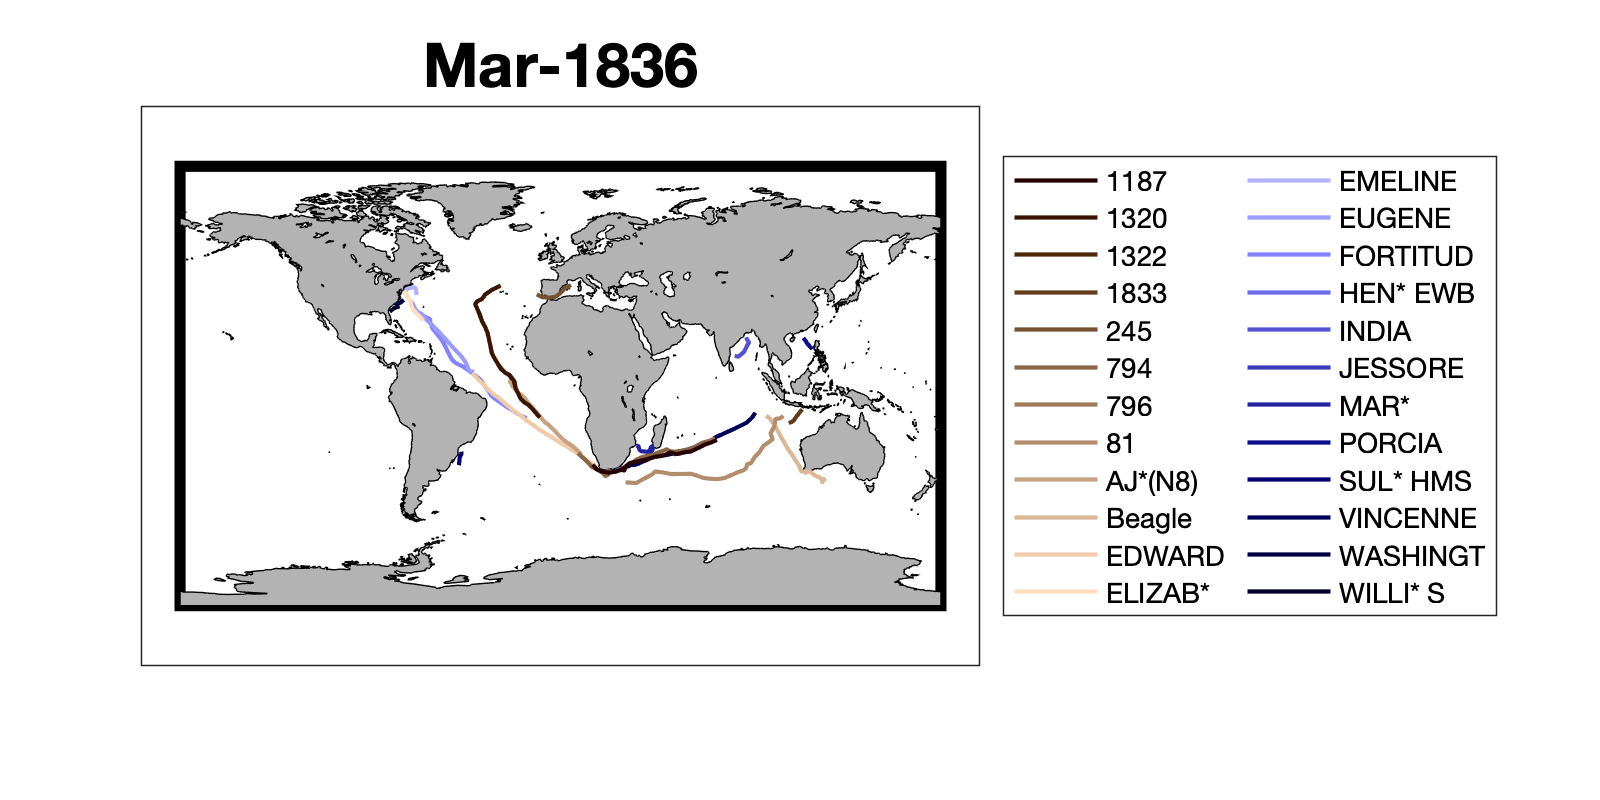 Mar-1836
1187
1320
1322
1833
245
794
796
81
AJ*(N8)
Beagle
EDWARD
ELIZAB*
EMELINE
EUGENE
FORTITUD
HEN* EWB
INDIA
JESSORE
MAR*
PORCIA
SUL* HMS
VINCENNE
WASHINGT
WILLI* S